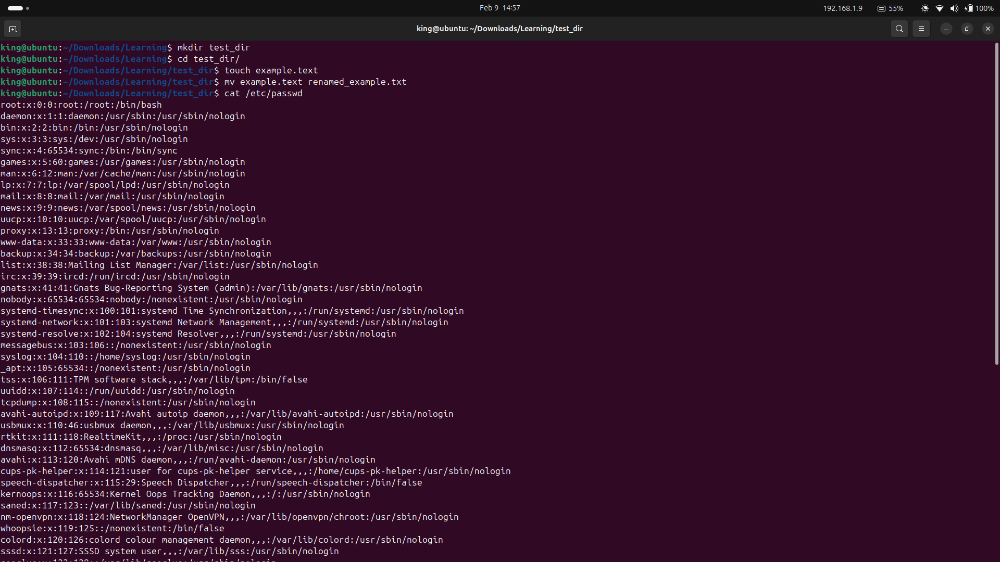 Feb 9 14:57
192.168.1.9
55%
100%
king@ubuntu: ~/Downloads/Learning/test_dir
king@ubuntu:~/Downloads/Learning$ mkdir test_dir
king@ubuntu:~/Downloads/Learning$ cd test_dir/
king@ubuntu:~/Downloads/Learning/test_dir$ touch example.text
king@ubuntu:~/Downloads/Learning/test_dir$ mv example.text renamed_example.txt
king@ubuntu:~/Downloads/Learning/test_dir$ cat /etc/passwd
root:x:0:0:root:/root:/bin/bash
daemon:x:1:1:daemon:/usr/sbin:/usr/sbin/nologin
bin:x:2:2:bin:/bin:/usr/sbin/nologin
sys:x:3:3:sys:/dev:/usr/sbin/nologin
sync:x:4:65534:sync:/bin:/bin/sync
games:x:5:60:games:/usr/games:/usr/sbin/nologin
man:x:6:12:man:/var/cache/man:/usr/sbin/nologin
lp:x:7:7:lp:/var/spool/lpd:/usr/sbin/nologin
mail:x:8:8:mail:/var/mail:/usr/sbin/nologin
news:x:9:9:news:/var/spool/news:/usr/sbin/nologin
uucp:x:10:10:uucp:/var/spool/uucp:/usr/sbin/nologin
proxy:x:13:13:proxy:/bin:/usr/sbin/nologin
www-data:x:33:33:www-data:/var/www:/usr/sbin/nologin
backup:x:34:34:backup:/var/backups:/usr/sbin/nologin
list:x:38:38:Mailing List Manager:/var/list:/usr/sbin/nologin
irc:x:39:39:ircd:/run/ircd:/usr/sbin/nologin
gnats:x:41:41:Gnats Bug-Reporting System (admin):/var/lib/gnats:/usr/sbin/nologin
nobody:x:65534:65534:nobody:/nonexistent:/usr/sbin/nologin
systemd-timesync:x:100:101:systemd Time Synchronization,,,:/run/systemd:/usr/sbin/nologin
systemd-network:x:101:103:systemd Network Management,,,:/run/systemd:/usr/sbin/nologin
systemd-resolve:x:102:104:systemd Resolver,,,:/run/systemd:/usr/sbin/nologin
messagebus:x:103:106::/nonexistent:/usr/sbin/nologin
syslog:x:104:110::/home/syslog:/usr/sbin/nologin
_apt:x:105:65534::/nonexistent:/usr/sbin/nologin
tss:x:106:111:TPM software stack,,,:/var/lib/tpm:/bin/false
uuidd:x:107:114::/run/uuidd:/usr/sbin/nologin
tcpdump:x:108:115::/nonexistent:/usr/sbin/nologin
avahi-autoipd:x:109:117:Avahi autoip daemon,,,:/var/lib/avahi-autoipd:/usr/sbin/nologin
usbmux:x:110:46:usbmux daemon,,,:/var/lib/usbmux:/usr/sbin/nologin
rtkit:x:111:118:RealtimeKit,,,:/proc:/usr/sbin/nologin
dnsmasq:x:112:65534:dnsmasq,,,:/var/lib/misc:/usr/sbin/nologin
avahi:x:113:120:Avahi mDNS daemon,,,:/run/avahi-daemon:/usr/sbin/nologin
cups-pk-helper:x:114:121:user for cups-pk-helper service,,,:/home/cups-pk-helper:/usr/sbin/nologin
speech-dispatcher:x:115:29:Speech Dispatcher,,,:/run/speech-dispatcher:/bin/false
kernoops:x:116:65534:Kernel Oops Tracking Daemon,,,:/:/usr/sbin/nologin
saned:x:117:123::/var/lib/saned:/usr/sbin/nologin
nm-openvpn:x:118:124:NetworkManager OpenVPN,,,:/var/lib/openvpn/chroot:/usr/sbin/nologin
whoopsie:x:119:125::/nonexistent:/bin/false
colord:x:120:126:colord colour management daemon,,,:/var/lib/colord:/usr/sbin/nologin
sssd:x:121:127:SSSD system user,,,:/var/lib/sss:/usr/sbin/nologin